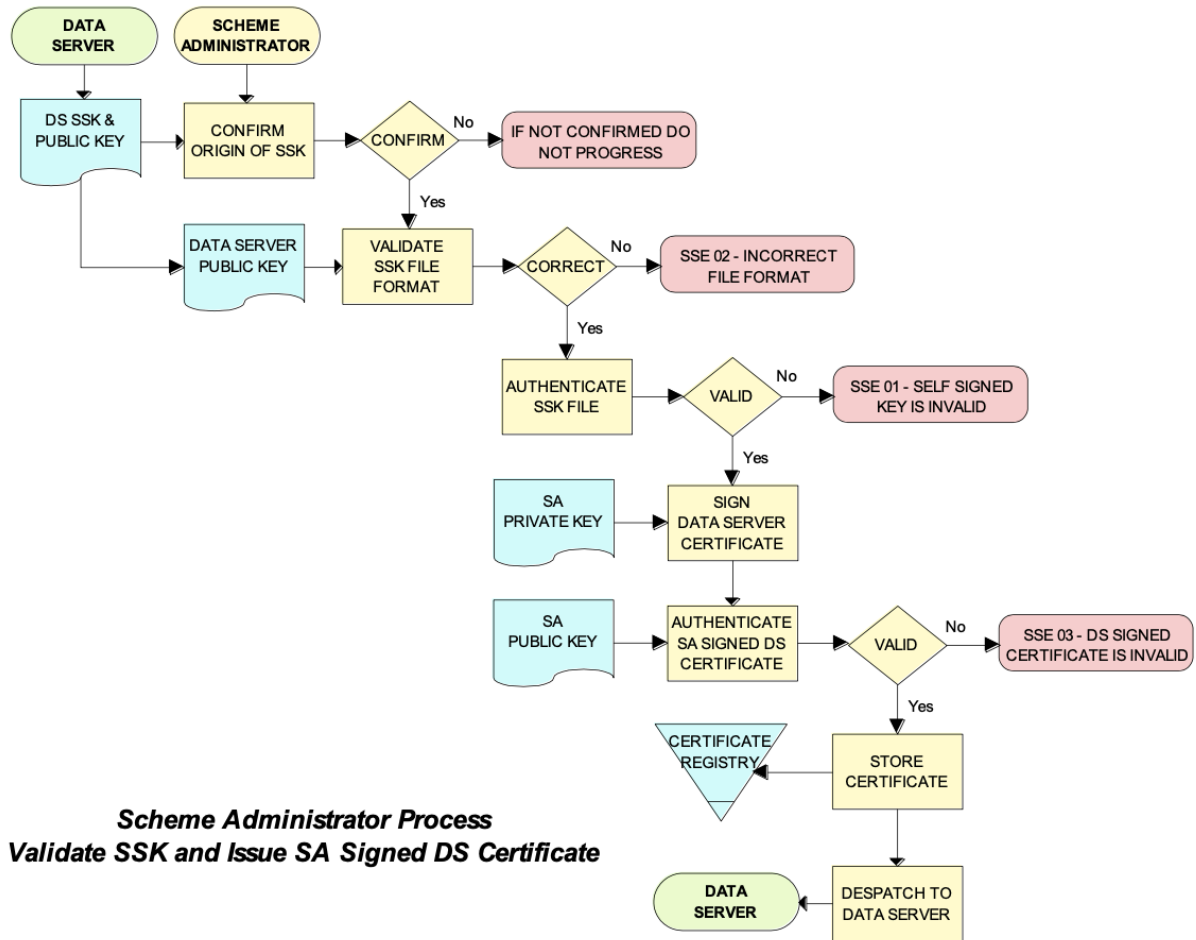 DATA
SERVER
SCHEME
ADMINISTRATOR
DS SSK &
PUBLIC KEY
CONFIRM
ORIGIN OF SSK
CONFIRM
No
IF NOT CONFIRMED DO
NOT PROGRESS
Yes
DATA SERVER
PUBLIC KEY
VALIDATE
SSK FILE
FORMAT
CORRECT
No
SSE 02 - INCORRECT
FILE FORMAT
Yes
AUTHENTICATE
SSK FILE
VALID
No
SSE 01 - SELF SIGNED
KEY IS INVALID
Yes
SA
PRIVATE KEY
SIGN
DATA SERVER
CERTIFICATE
SA
PUBLIC KEY
AUTHENTICATE
SA SIGNED DS
CERTIFICATE
VALID
No
SSE 03 - DS SIGNED
CERTIFICATE IS INVALID
Yes
CERTIFICATE
REGISTRY
STORE
CERTIFICATE
Scheme Administrator Process
Validate SSK and Issue SA Signed DS Certificate
DATA
SERVER
DESPATCH TO
DATA SERVER